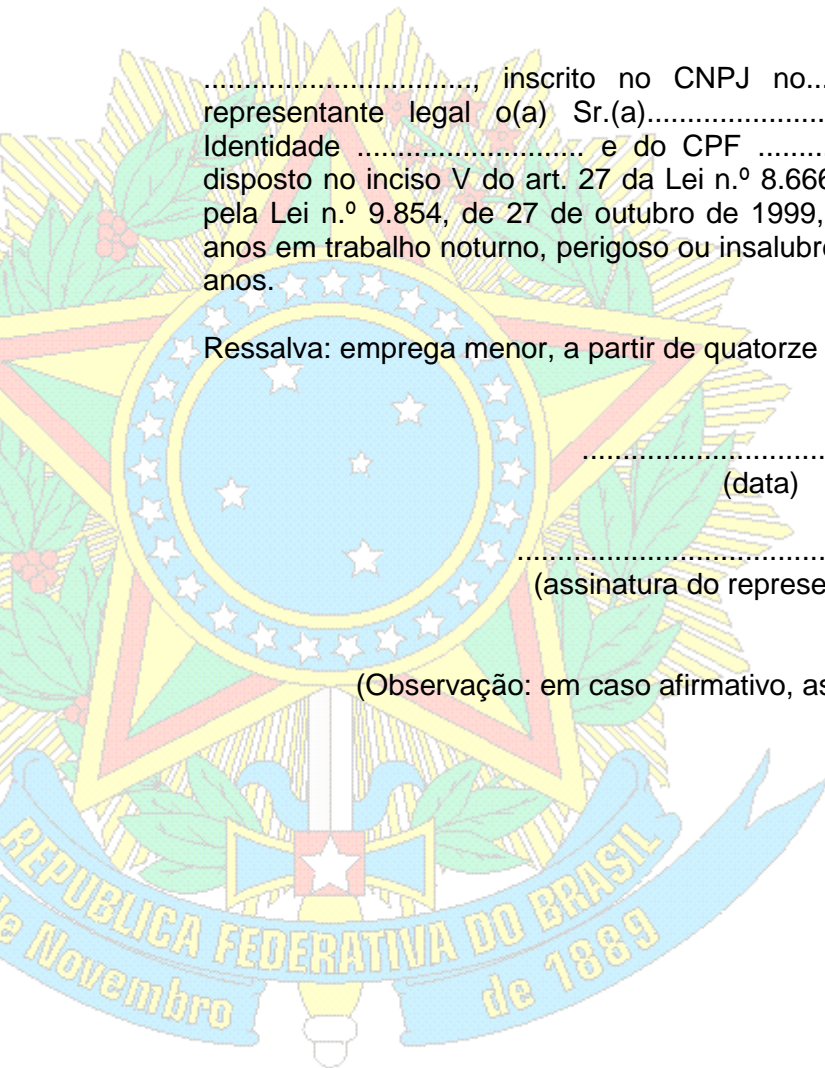 ................................., inscrito no CNPJ no...
representante legal o(a) Sr.(a)......................
Identidade ............................ e do CPF .........
disposto no inciso V do art. 27 da Lei n.º 8.666
pela Lei n.º 9.854, de 27 de outubro de 1999,
anos em trabalho noturno, perigoso ou insalubre
anos.
Ressalva: emprega menor, a partir de quatorze
..............................
(data)
......................................
(assinatura do represe
(Observação: em caso afirmativo, as
REPUBLICA FEDERATIVA DO BRASIL
de Novembro
de 1889